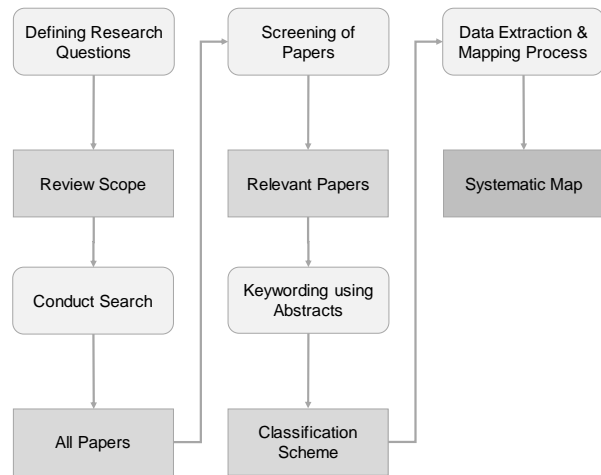 Defining Research
Questions
Review Scope
Conduct Search
All Papers
Screening of
Papers
Relevant Papers
Keywording using
Abstracts
Classification
Scheme
Data Extraction &
Mapping Process
Systematic Map